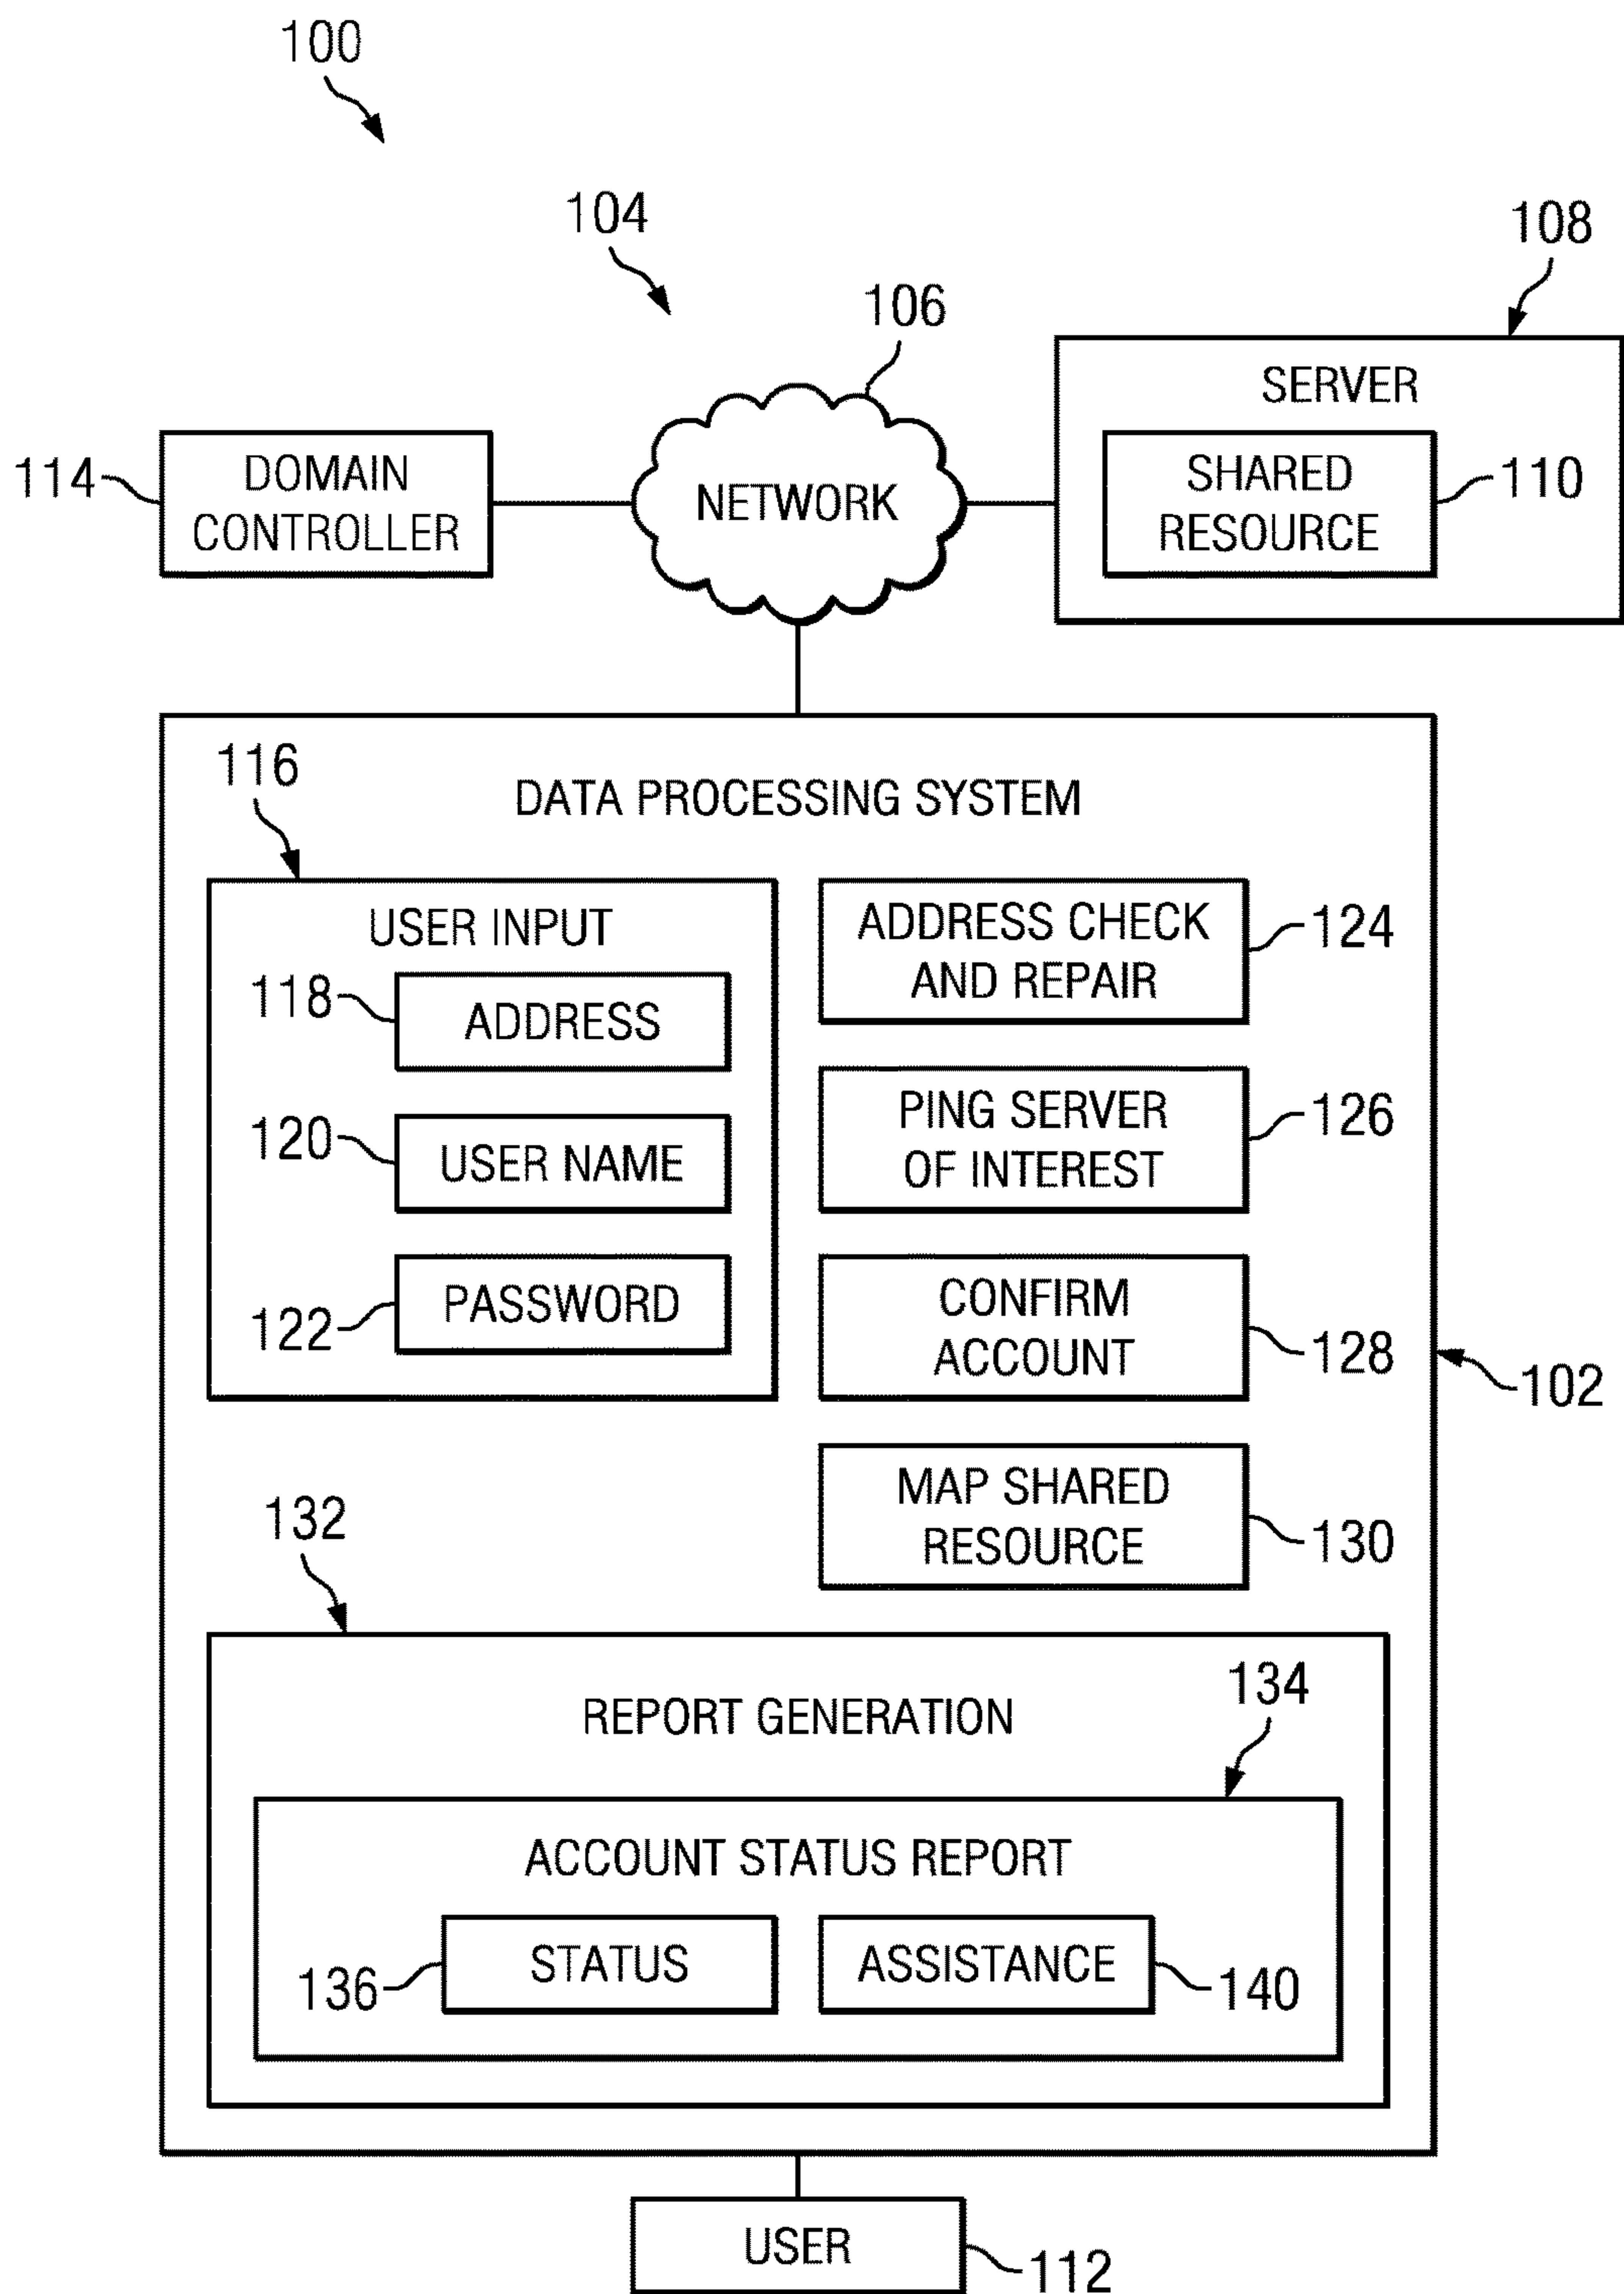 100
104
108
106
SERVER
114
DOMAIN
CONTROLLER
NETWORK
SHARED
RESOURCE
110
116
DATA PROCESSING SYSTEM
USER INPUT
118
ADDRESS
120
USER NAME
122
PASSWORD
ADDRESS CHECK
AND REPAIR
124
PING SERVER
OF INTEREST
126
CONFIRM
ACCOUNT
128
102
MAP SHARED
RESOURCE
130
132
REPORT GENERATION
134
ACCOUNT STATUS REPORT
136
STATUS
ASSISTANCE
140
USER
112